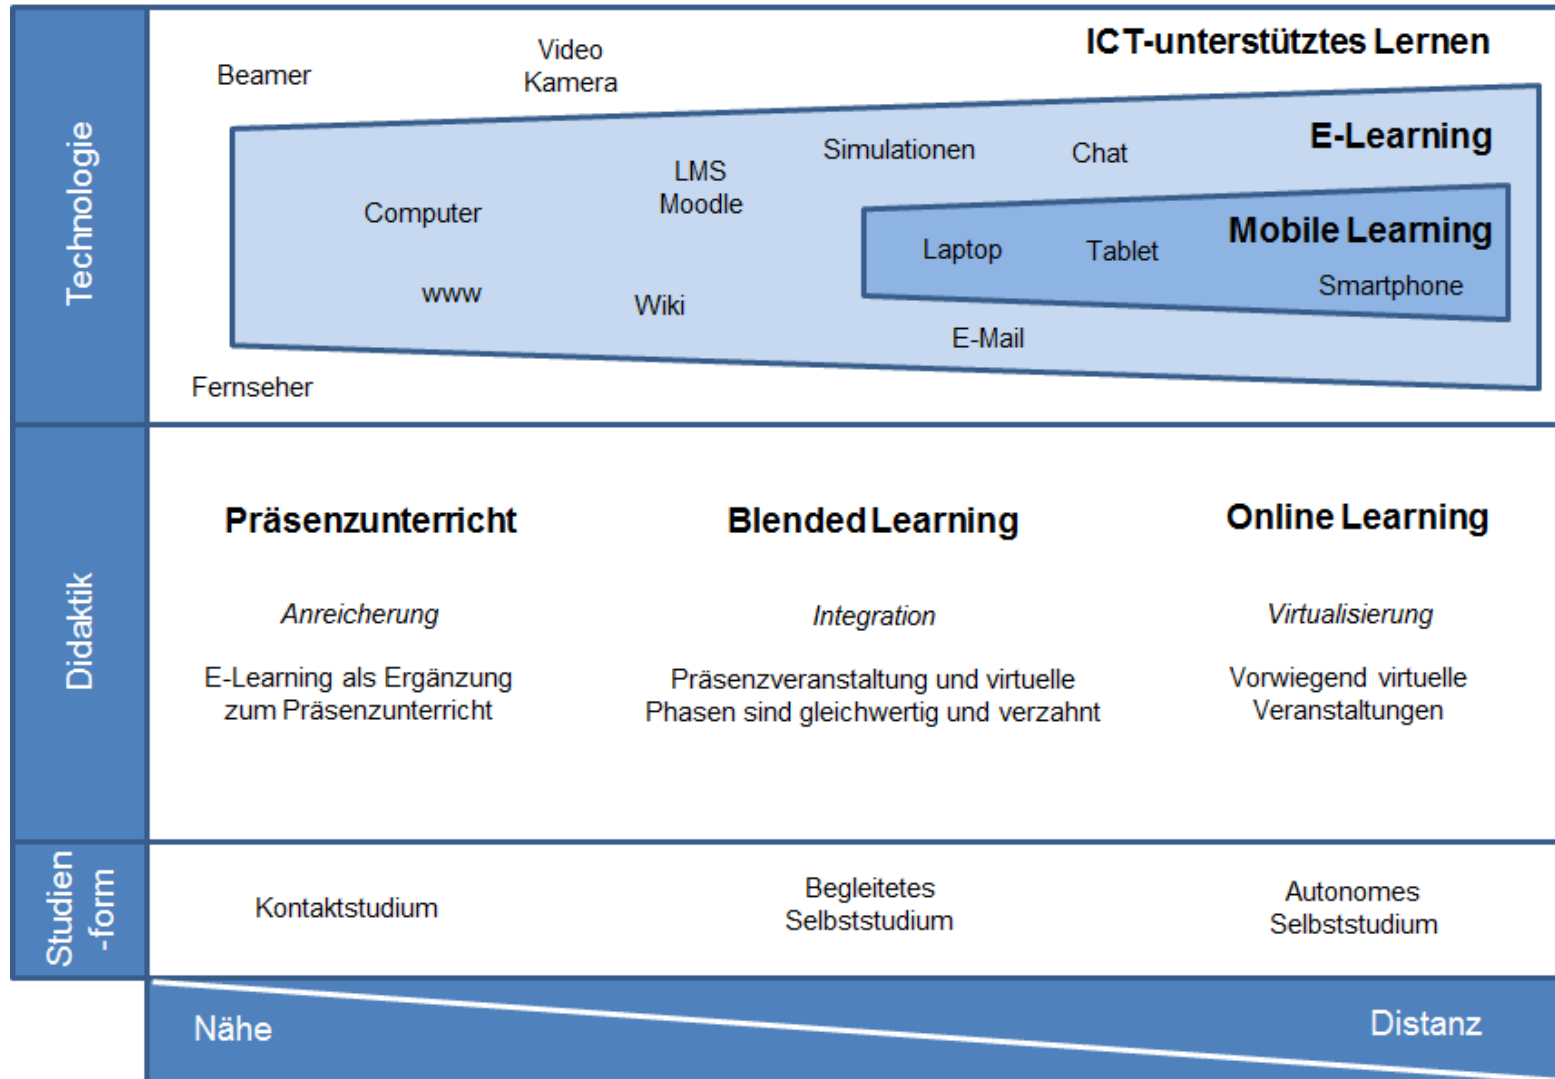 Technologie
ICT-unterstütztes Lernen
Beamer
Video
Kamera
E-Learning
Simulationen
Chat
LMS
Moodle
Computer
Mobile Learning
Laptop
Tablet
Smartphone
www
Wiki
E-Mail
Fernseher
Didaktik
Präsenzunterricht
Anreicherung
E-Learning als Ergänzung
zum Präsenzunterricht
Blended Learning
Integration
Präsenzveranstaltung und virtuelle
Phasen sind gleichwertig und verzahnt
Online Learning
Virtualisierung
Vorwiegend virtuelle
Veranstaltungen
Studien
-form
Kontaktstudium
Begleitetes
Selbststudium
Autonomes
Selbststudium
Nähe
Distanz